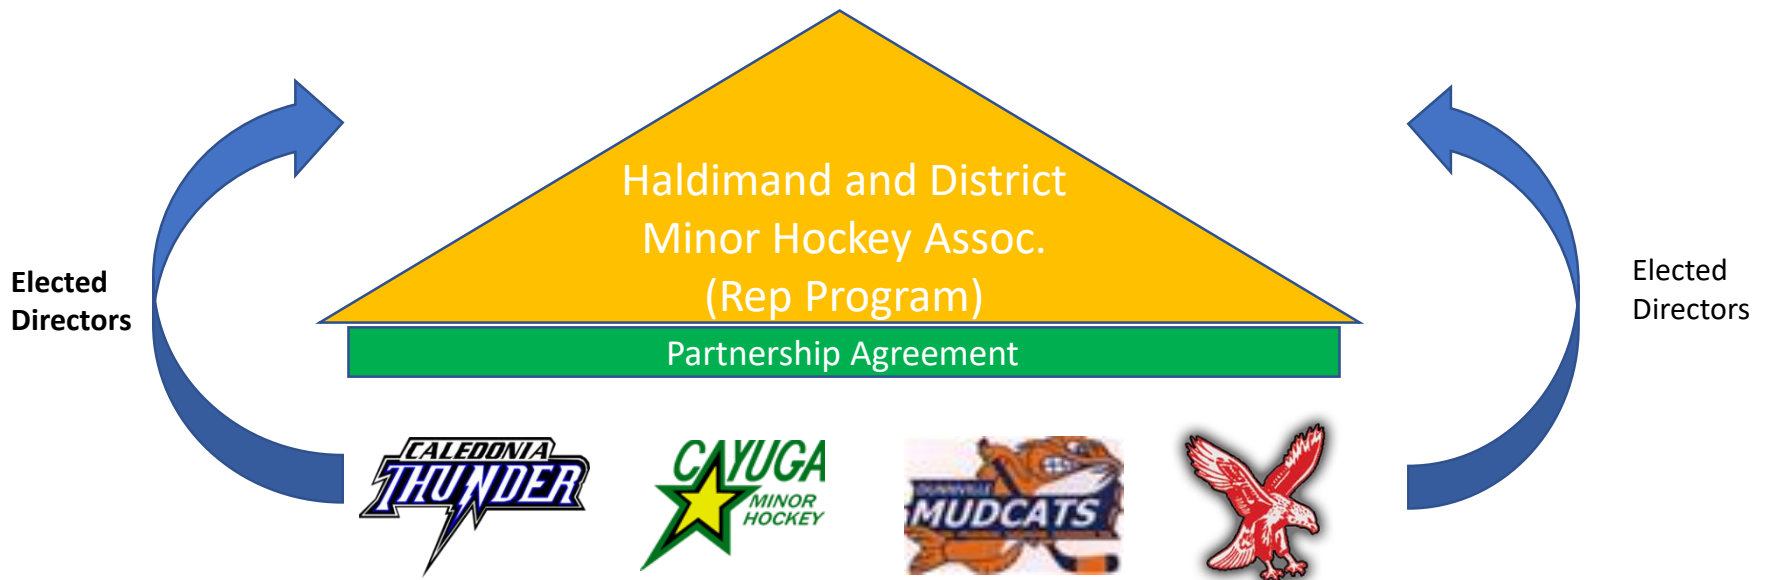 Haldimand and District
Minor Hockey Assoc.
(Rep Program)
Partnership Agreement
Elected
Directors
Elected
Directors
CALEDONIA
THUNDER
CAYUGA
MINOR
HOCKEY
DUNNVILLE
MUDCATS